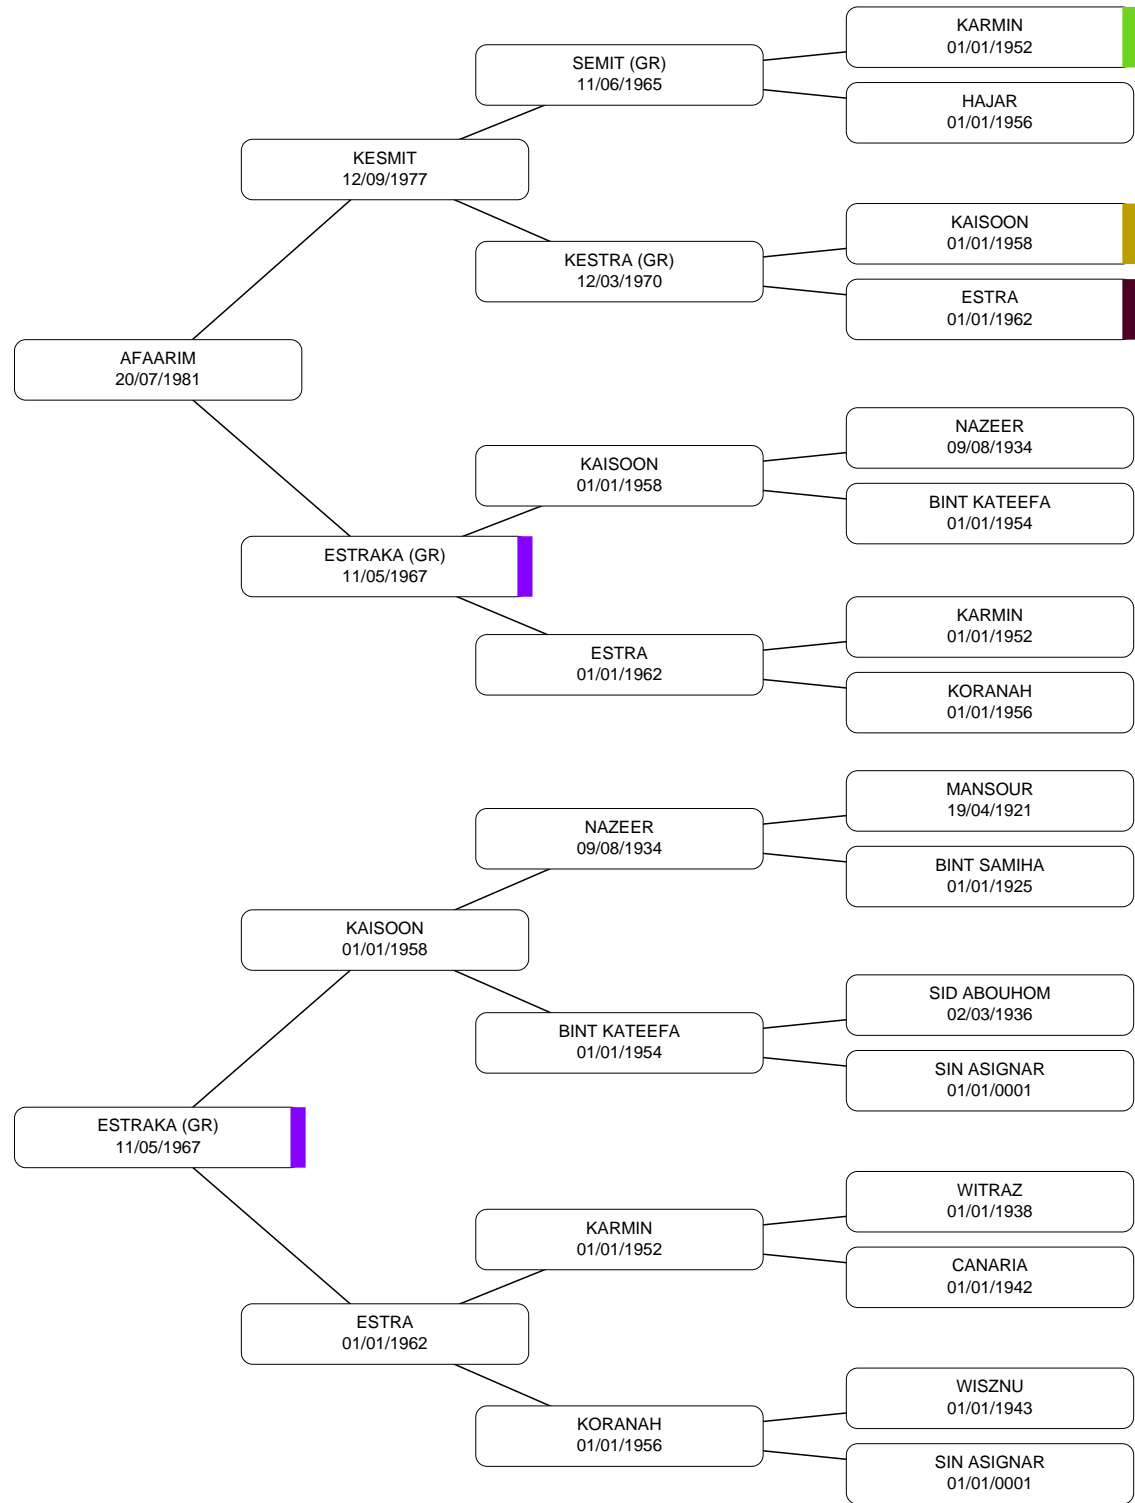 KARMIN
01/01/1952
SEMIT (GR)
11/06/1965
HAJAR
01/01/1956
KESMIT
12/09/1977
KAISOON
01/01/1958
KESTRA (GR)
12/03/1970
ESTRA
01/01/1962
AFAARIM
20/07/1981
NAZEER
09/08/1934
KAISOON
01/01/1958
BINT KATEEFA
01/01/1954
ESTRAKA (GR)
11/05/1967
KARMIN
01/01/1952
ESTRA
01/01/1962
KORANAH
01/01/1956
MANSOUR
19/04/1921
NAZEER
09/08/1934
BINT SAMIHA
01/01/1925
KAISOON
01/01/1958
SID ABOUHOM
02/03/1936
BINT KATEEFA
01/01/1954
SIN ASIGNAR
01/01/0001
ESTRAKA (GR)
11/05/1967
WITRAZ
01/01/1938
KARMIN
01/01/1952
CANARIA
01/01/1942
ESTRA
01/01/1962
WISZNU
01/01/1943
KORANAH
01/01/1956
SIN ASIGNAR
01/01/0001